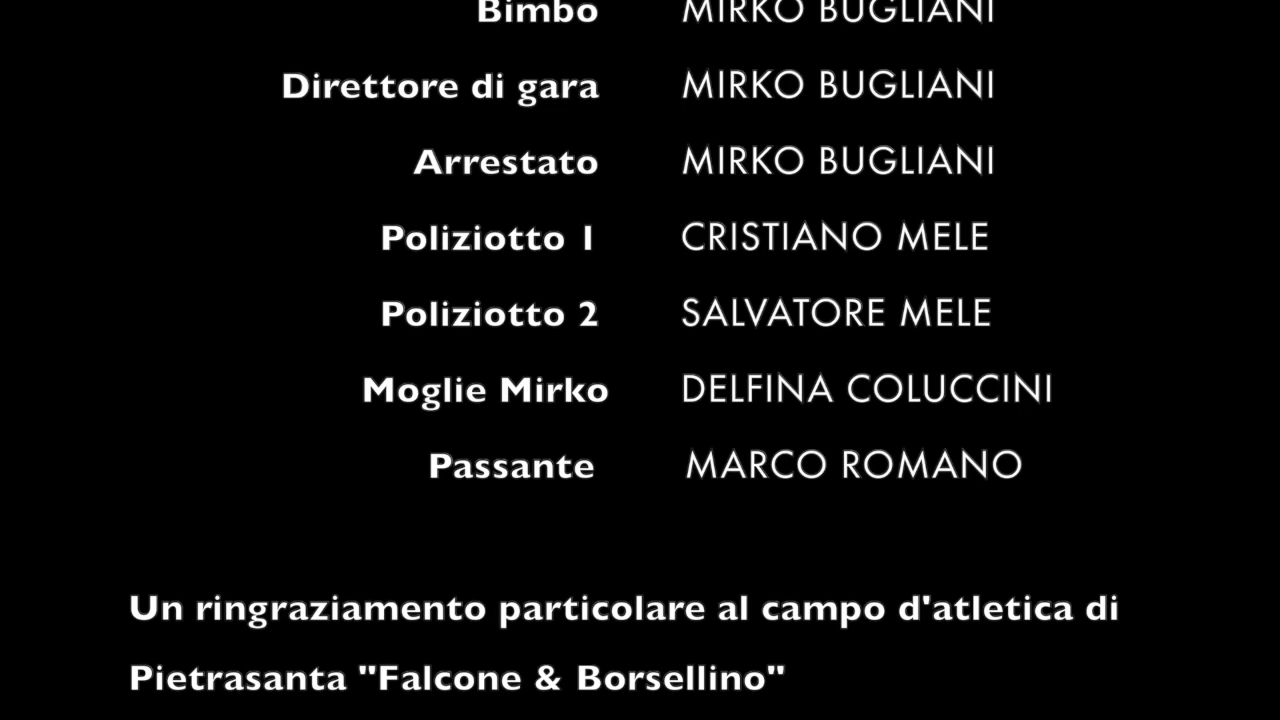 Bimbo MIRKO BUGLIANI
Direttore di gara MIRKO BUGLIANI
Arrestato MIRKO BUGLIANI
Poliziotto 1 CRISTIANO MELE
Poliziotto 2 SALVATORE MELE
Moglie Mirko DELFINA COLUCCINI
Passante MARCO ROMANO
Un ringraziamento particolare al campo d'atletica di
Pietrasanta "Falcone & Borsellino"